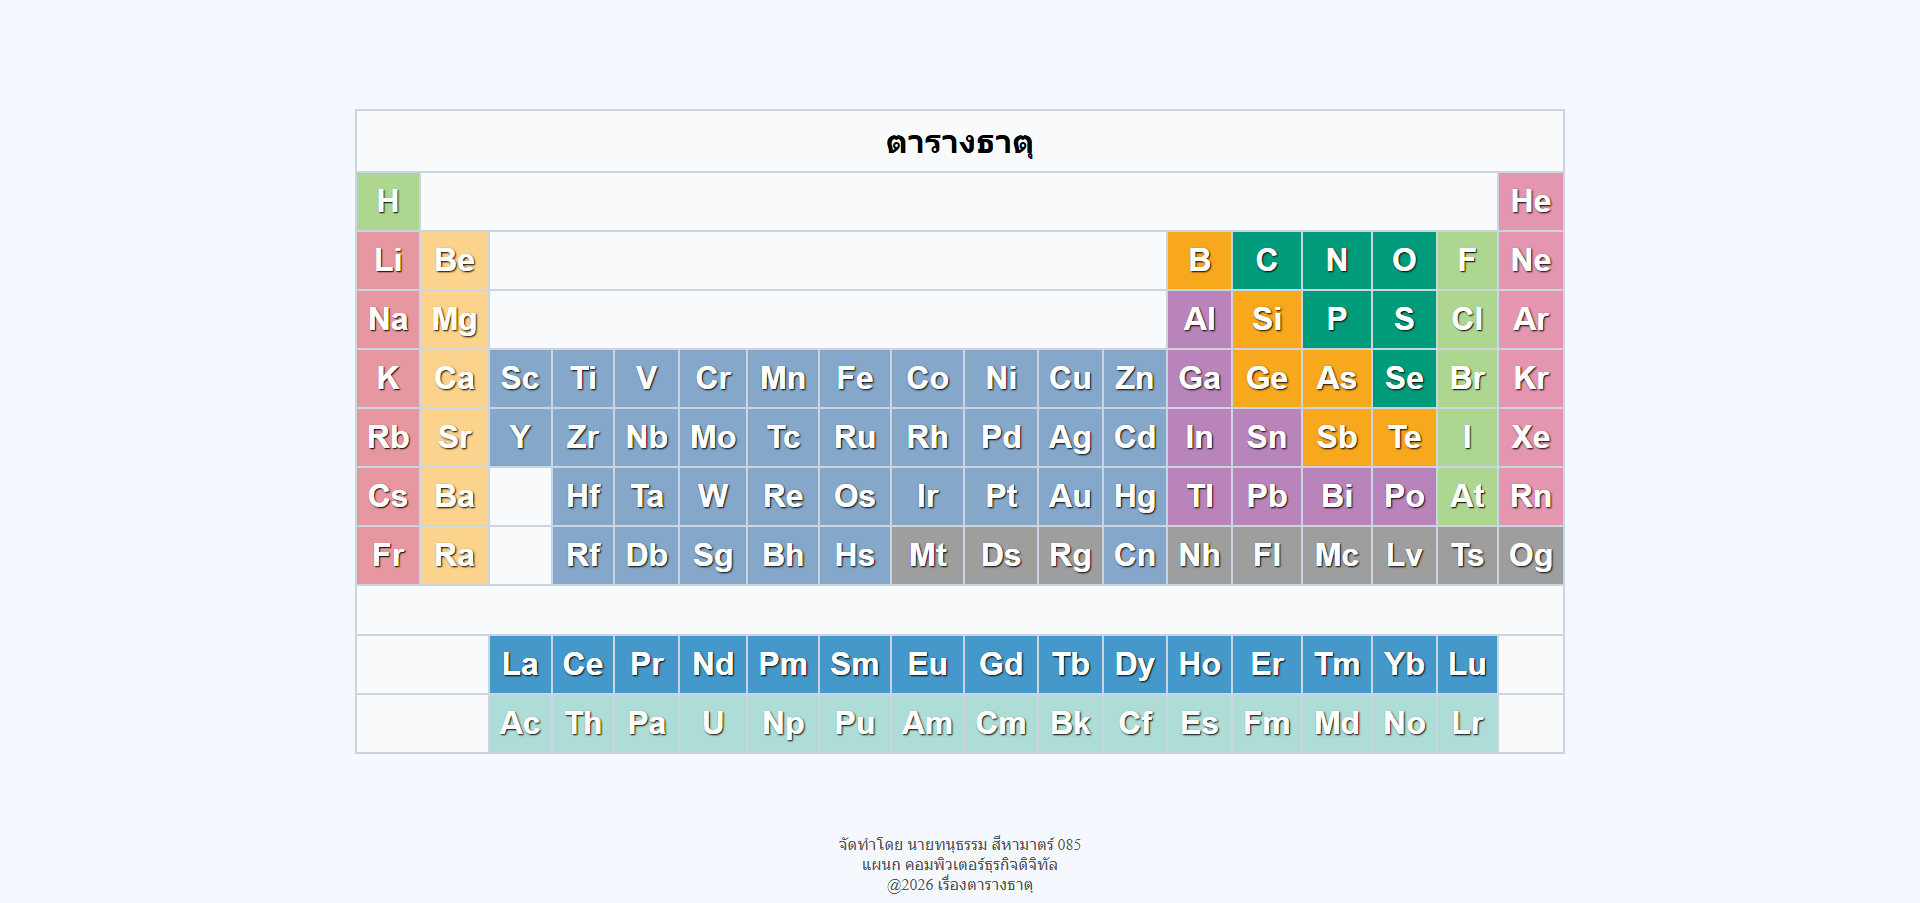 ตารางธาตุ
H He
Li Be B C N O F Ne
Na Mg Al Si P S Cl Ar
K Ca Sc Ti V Cr Mn Fe Co Ni Cu Zn Ga Ge As Se Br Kr
Rb Sr Y Zr Nb Mo Tc Ru Rh Pd Ag Cd In Sn Sb Te I Xe
Cs Ba Hf Ta W Re Os Ir Pt Au Hg Tl Pb Bi Po At Rn
Fr Ra Rf Db Sg Bh Hs Mt Ds Rg Cn Nh Fl Mc Lv Ts Og
La Ce Pr Nd Pm Sm Eu Gd Tb Dy Ho Er Tm Yb Lu
Ac Th Pa U Np Pu Am Cm Bk Cf Es Fm Md No Lr
จัดทำโดย นายทนุธรรม สีหามาตร์ 085
แผนก คอมพิวเตอร์ธุรกิจดิจิทัล
@2026 เรื่องตารางธาตุ